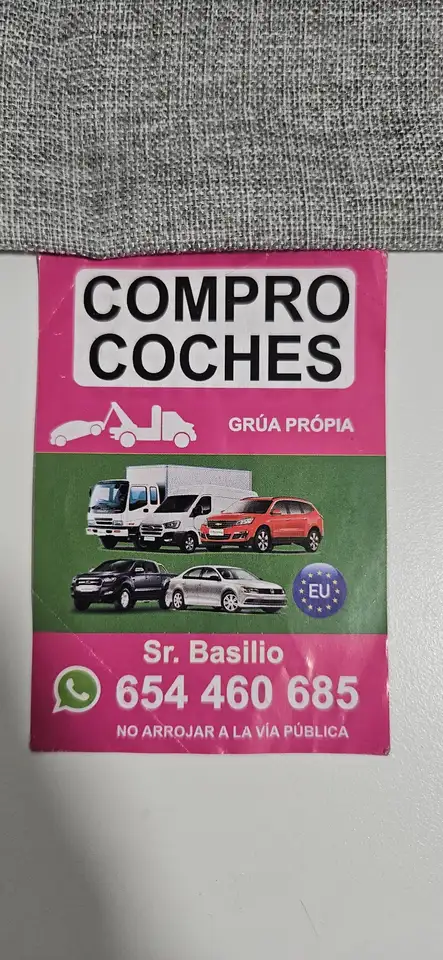 COMPRO
COCHES
GRÚA PRÓPIA
EU
Sr. Basilio
654 460 685
NO ARROJAR A LA VÍA PÚBLICA